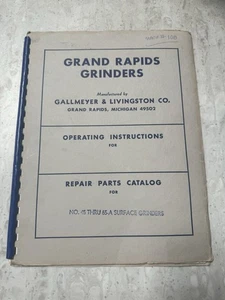 GRAND RAPIDS
GRINDERS
Manufactured by
GALLMEYER & LIVINGSTON CO.
GRAND RAPIDS, MICHIGAN 49502
OPERATING INSTRUCTIONS
FOR
REPAIR PARTS CATALOG
FOR
NO. 45 THRU 65-A SURFACE GRINDERS